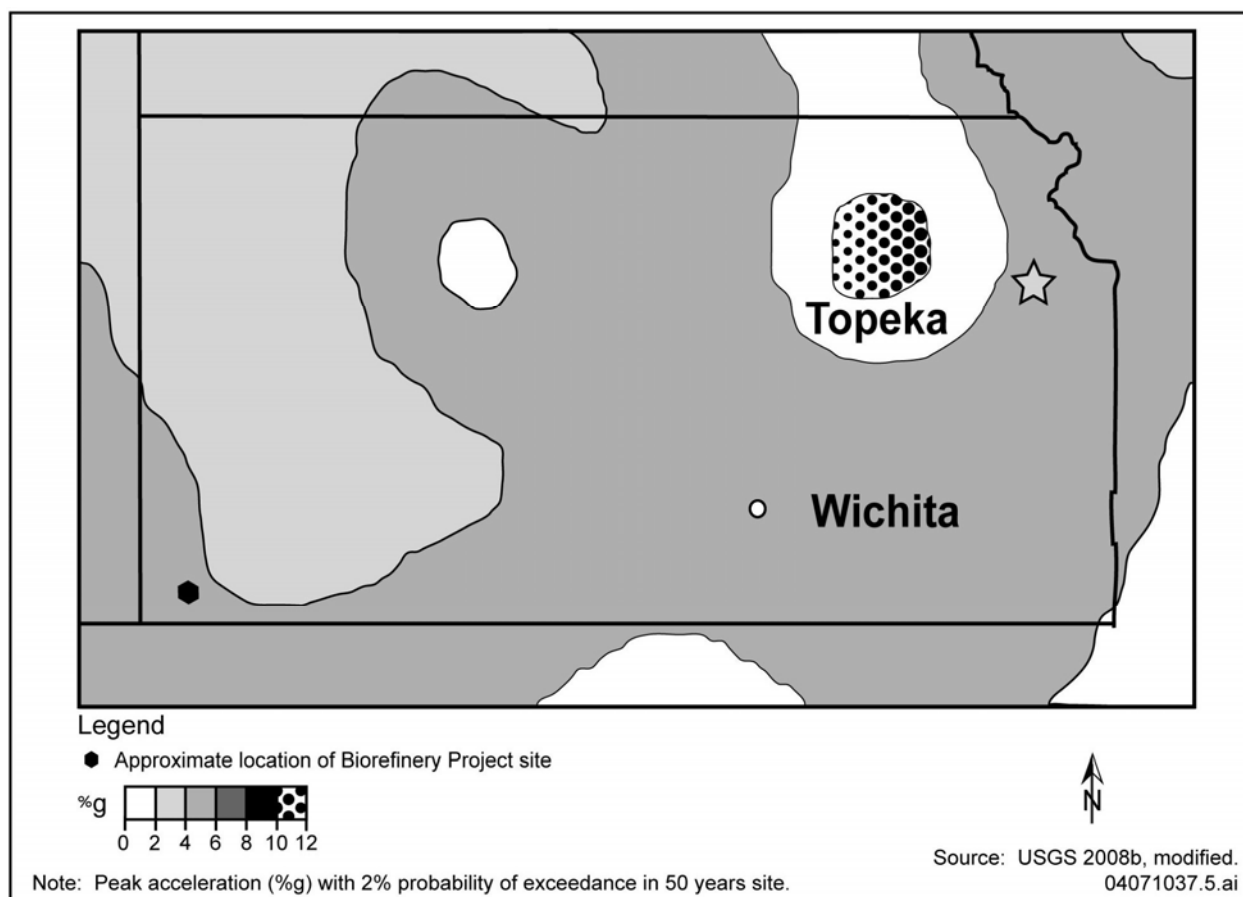 Topeka
Wichita
Legend
Approximate location of Biorefinery Project site
%g
0 2 4 6 8 10 12
N
Source: USGS 2008b, modified.
Note: Peak acceleration (%g) with 2% probability of exceedance in 50 years site.
04071037.5.ai